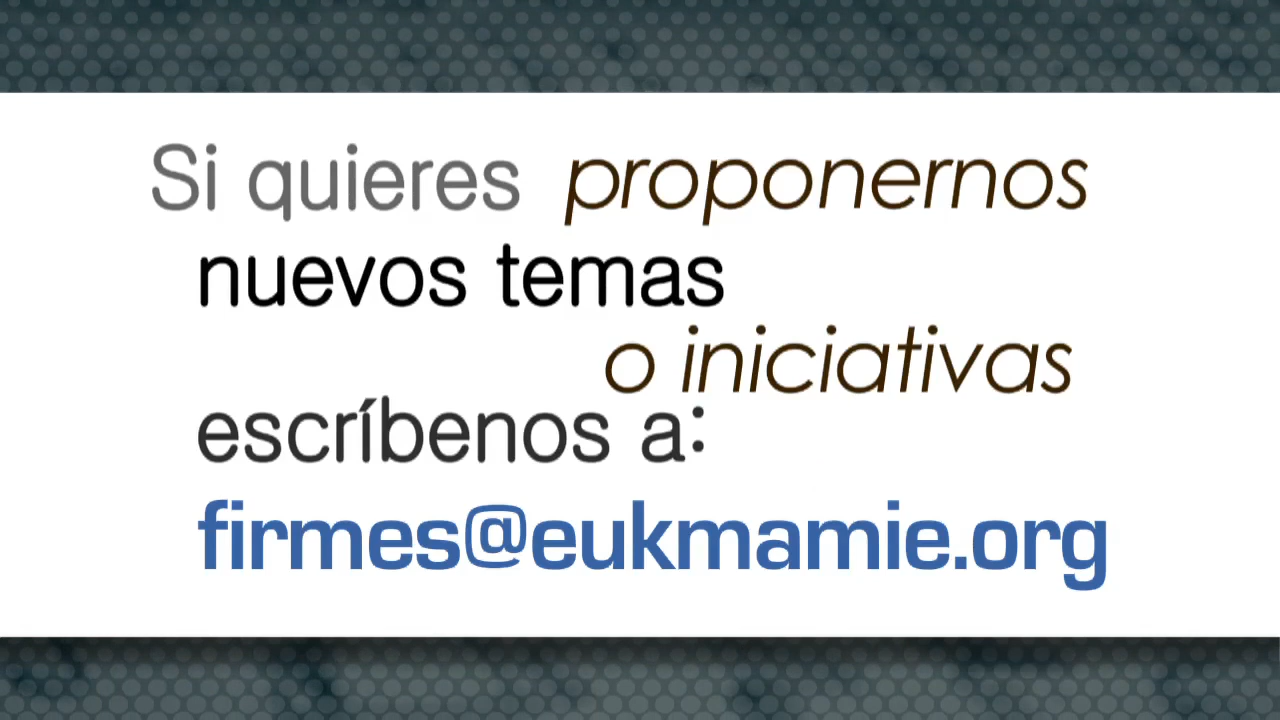 Si quieres proponernos
nuevos temas
o iniciativas
escríbenos a:
firmes@eukmamie.org